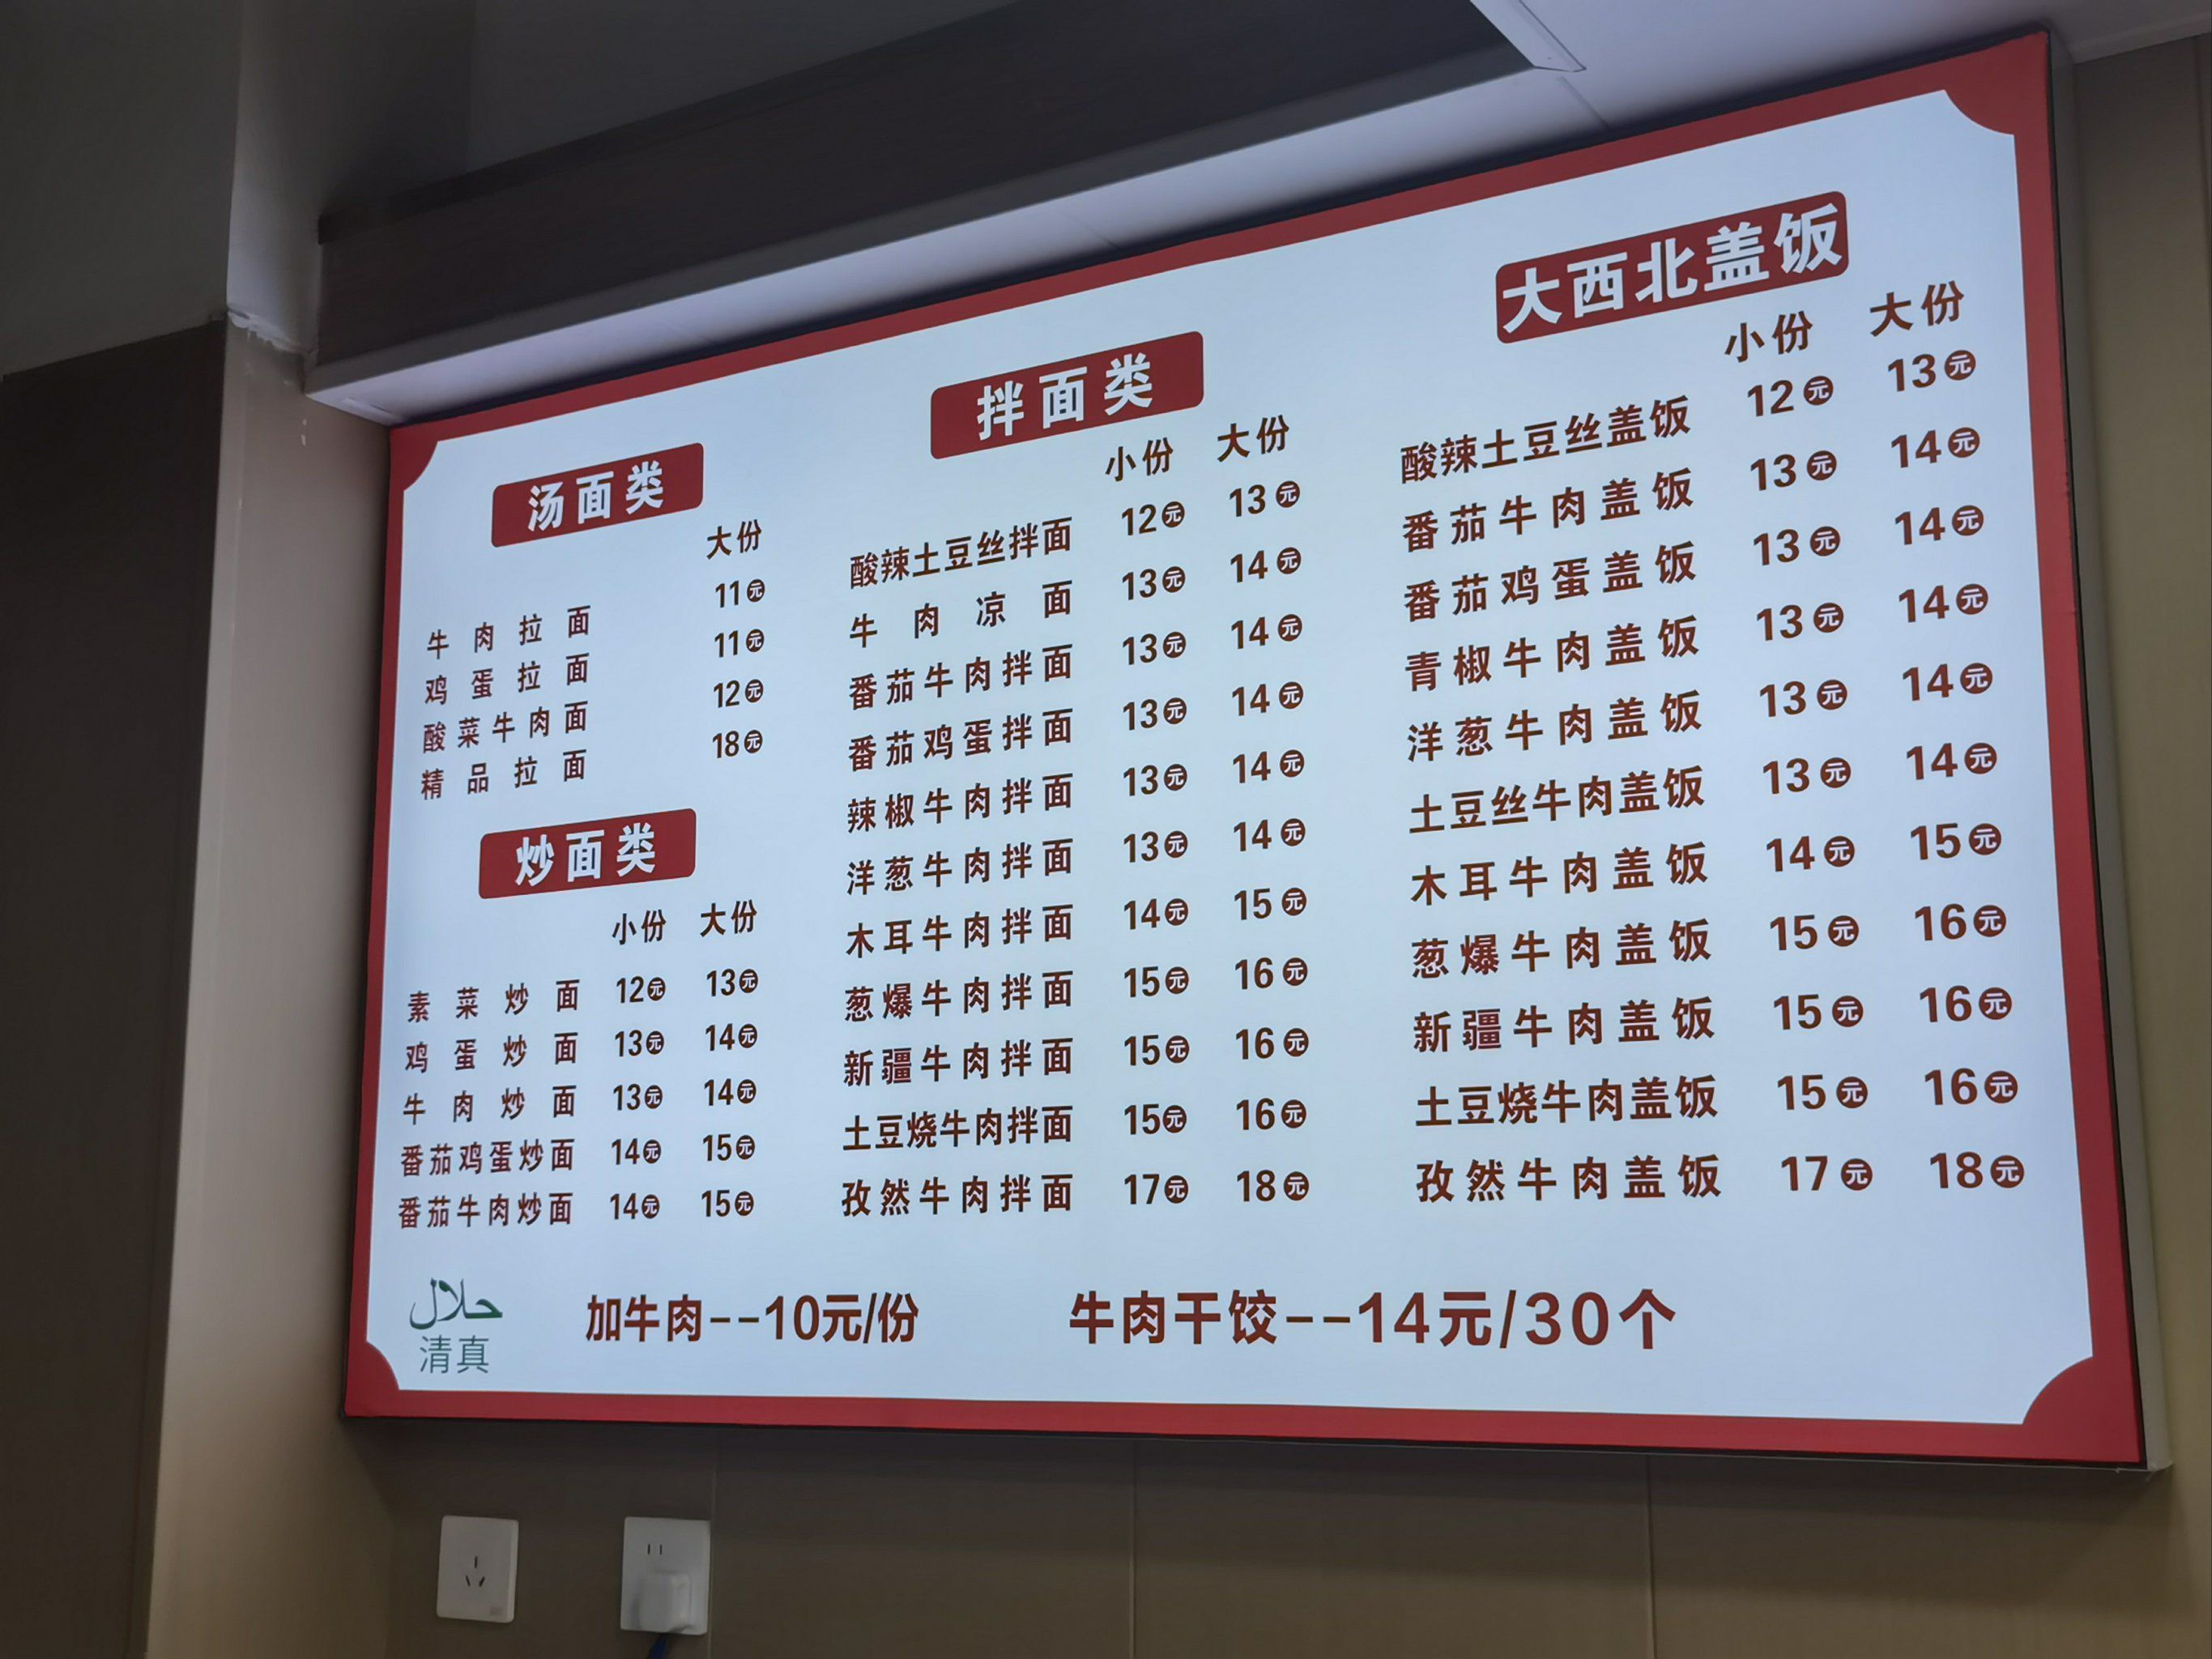 汤面类
大份
牛肉拉面 11元
鸡蛋拉面 11元
酸菜牛肉面 12元
精品拉面 18元
炒面类
小份 大份
素菜炒面 12元 13元
鸡蛋炒面 13元 14元
牛肉炒面 13元 14元
番茄鸡蛋炒面 14元 15元
番茄牛肉炒面 14元 15元
拌面类
小份 大份
酸辣土豆丝拌面 12元 13元
牛肉凉面 13元 14元
番茄牛肉拌面 13元 14元
番茄鸡蛋拌面 13元 14元
辣椒牛肉拌面 13元 14元
洋葱牛肉拌面 13元 14元
木耳牛肉拌面 14元 15元
葱爆牛肉拌面 15元 16元
新疆牛肉拌面 15元 16元
土豆烧牛肉拌面 15元 16元
孜然牛肉拌面 17元 18元
大西北盖饭
小份 大份
酸辣土豆丝盖饭 12元 13元
番茄牛肉盖饭 13元 14元
番茄鸡蛋盖饭 13元 14元
青椒牛肉盖饭 13元 14元
洋葱牛肉盖饭 13元 14元
土豆丝牛肉盖饭 13元 14元
木耳牛肉盖饭 14元 15元
葱爆牛肉盖饭 15元 16元
新疆牛肉盖饭 15元 16元
土豆烧牛肉盖饭 15元 16元
孜然牛肉盖饭 17元 18元
حلال
清真
加牛肉--10元/份
牛肉干饺--14元/30个